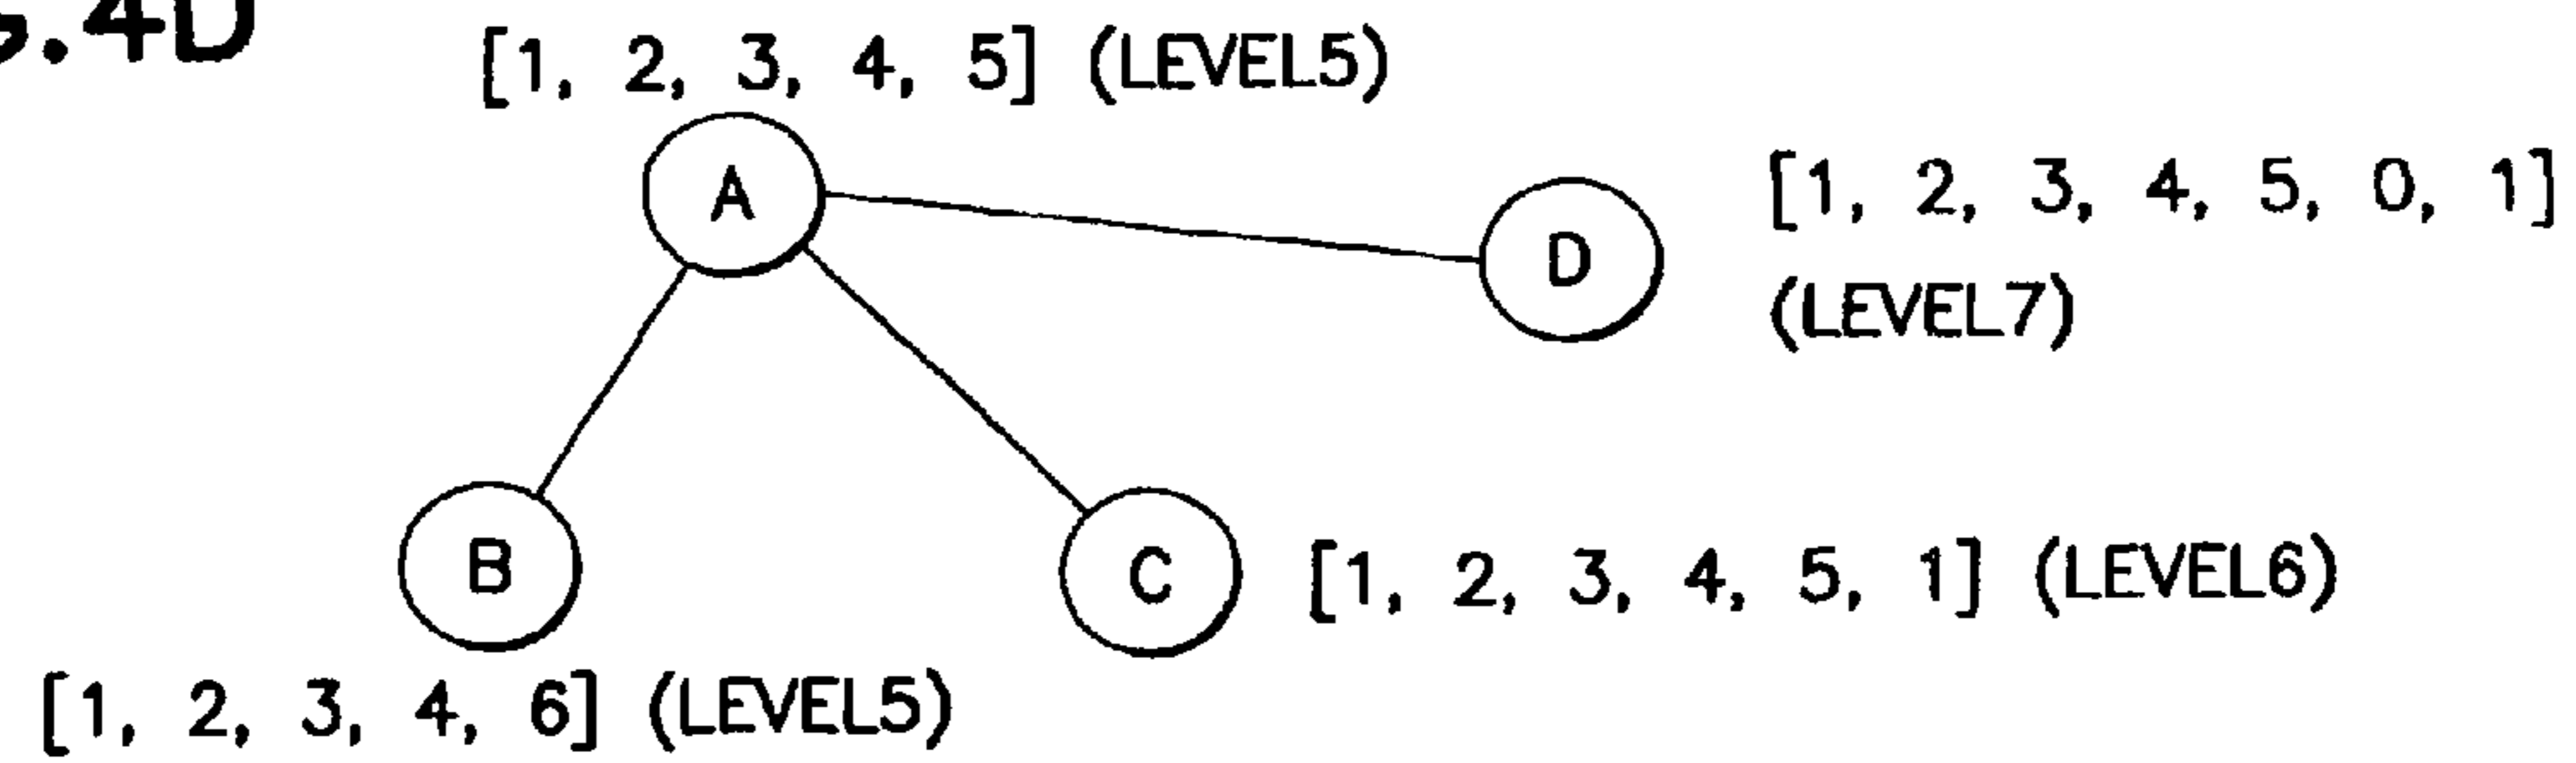 .4D
[1, 2, 3, 4, 5] (LEVEL5)
A
D
[1, 2, 3, 4, 5, 0, 1]
(LEVEL7)
B
C
[1, 2, 3, 4, 5, 1] (LEVEL6)
[1, 2, 3, 4, 6] (LEVEL5)